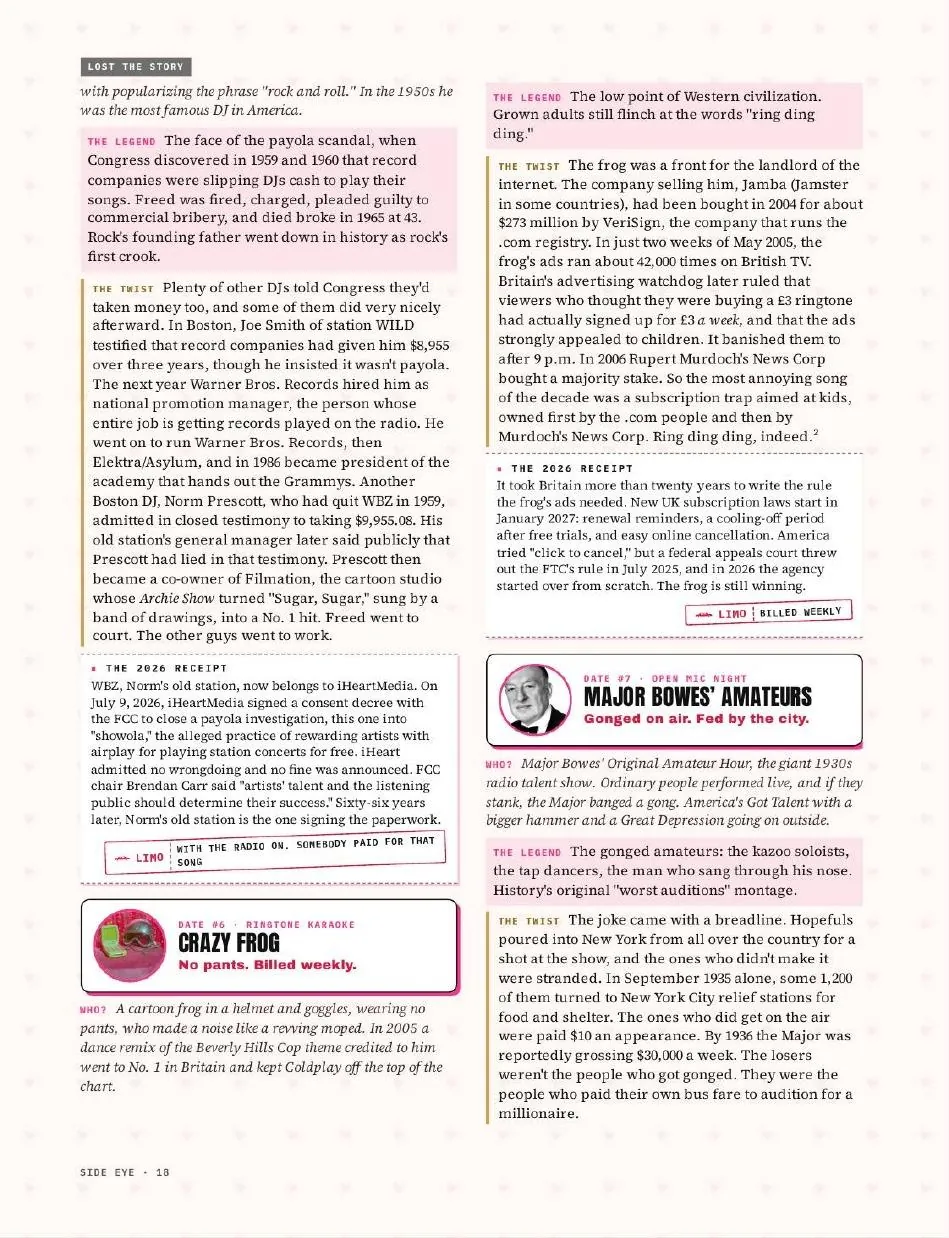 LOST THE STORY
with popularizing the phrase "rock and roll." In the 1950s he
was the most famous DJ in America.
THE LEGEND The face of the payola scandal, when
Congress discovered in 1959 and 1960 that record
companies were slipping DJs cash to play their
songs. Freed was fired, charged, pleaded guilty to
commercial bribery, and died broke in 1965 at 43.
Rock's founding father went down in history as rock's
first crook.
THE TWIST Plenty of other DJs told Congress they'd
taken money too, and some of them did very nicely
afterward. In Boston, Joe Smith of station WILD
testified that record companies had given him $8,955
over three years, though he insisted it wasn't payola.
The next year Warner Bros. Records hired him as
national promotion manager, the person whose
entire job is getting records played on the radio. He
went on to run Warner Bros. Records, then
Elektra/Asylum, and in 1986 became president of the
academy that hands out the Grammys. Another
Boston DJ, Norm Prescott, who had quit WBZ in 1959,
admitted in closed testimony to taking $9,955.08. His
old station's general manager later said publicly that
Prescott had lied in that testimony. Prescott then
became a co-owner of Filmation, the cartoon studio
whose Archie Show turned "Sugar, Sugar," sung by a
band of drawings, into a No. 1 hit. Freed went to
court. The other guys went to work.
THE 2026 RECEIPT
WBZ, Norm's old station, now belongs to iHeartMedia. On
July 9, 2026, iHeartMedia signed a consent decree with
the FCC to close a payola investigation, this one into
"showola," the alleged practice of rewarding artists with
airplay for playing station concerts for free. iHeart
admitted no wrongdoing and no fine was announced. FCC
chair Brendan Carr said "artists' talent and the listening
public should determine their success." Sixty-six years
later, Norm's old station is the one signing the paperwork.
LIMO WITH THE RADIO ON. SOMEBODY PAID FOR THAT
SONG
DATE #6 · RINGTONE KARAOKE
CRAZY FROG
No pants. Billed weekly.
WHO? A cartoon frog in a helmet and goggles, wearing no
pants, who made a noise like a revving moped. In 2005 a
dance remix of the Beverly Hills Cop theme credited to him
went to No. 1 in Britain and kept Coldplay off the top of the
chart.
THE LEGEND The low point of Western civilization.
Grown adults still flinch at the words "ring ding
ding."
THE TWIST The frog was a front for the landlord of the
internet. The company selling him, Jamba (Jamster
in some countries), had been bought in 2004 for about
$273 million by VeriSign, the company that runs the
.com registry. In just two weeks of May 2005, the
frog's ads ran about 42,000 times on British TV.
Britain's advertising watchdog later ruled that
viewers who thought they were buying a £3 ringtone
had actually signed up for £3 a week, and that the ads
strongly appealed to children. It banished them to
after 9 p.m. In 2006 Rupert Murdoch's News Corp
bought a majority stake. So the most annoying song
of the decade was a subscription trap aimed at kids,
owned first by the .com people and then by
Murdoch's News Corp. Ring ding ding, indeed.²
THE 2026 RECEIPT
It took Britain more than twenty years to write the rule
the frog's ads needed. New UK subscription laws start in
January 2027: renewal reminders, a cooling-off period
after free trials, and easy online cancellation. America
tried "click to cancel," but a federal appeals court threw
out the FTC's rule in July 2025, and in 2026 the agency
started over from scratch. The frog is still winning.
LIMO BILLED WEEKLY
DATE #7 · OPEN MIC NIGHT
MAJOR BOWES' AMATEURS
Gonged on air. Fed by the city.
WHO? Major Bowes' Original Amateur Hour, the giant 1930s
radio talent show. Ordinary people performed live, and if they
stank, the Major banged a gong. America's Got Talent with a
bigger hammer and a Great Depression going on outside.
THE LEGEND The gonged amateurs: the kazoo soloists,
the tap dancers, the man who sang through his nose.
History's original "worst auditions" montage.
THE TWIST The joke came with a breadline. Hopefuls
poured into New York from all over the country for a
shot at the show, and the ones who didn't make it
were stranded. In September 1935 alone, some 1,200
of them turned to New York City relief stations for
food and shelter. The ones who did get on the air
were paid $10 an appearance. By 1936 the Major was
reportedly grossing $30,000 a week. The losers
weren't the people who got gonged. They were the
people who paid their own bus fare to audition for a
millionaire.
SIDE EYE · 18